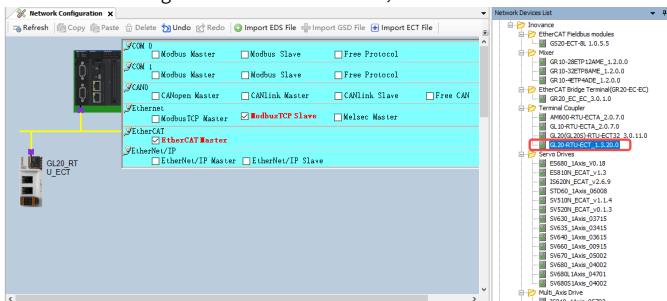 Network Configuration
Refresh Copy Paste Delete Undo Redo Import EDS File Import GSD File Import ECT File
COM 0
Modbus Master Modbus Slave Free Protocol
COM 1
Modbus Master Modbus Slave Free Protocol
CAN0
CANopen Master CANlink Master CANlink Slave Free CAN
Ethernet
ModbusTCP Master ModbusTCP Slave Melsec Master
EtherCAT
EtherCAT Master
EtherNet/IP
EtherNet/IP Master EtherNet/IP Slave
GL20_RT
U_ECT
Network Devices List
Inovance
EtherCAT Fieldbus modules
GS20-ECT-8L 1.0.5.5
Mixer
GR10-28ETP12AME_1.2.0.0
GR10-32ETP8AME_1.2.0.0
GR10-4ETP4ADE_1.2.0.0
EtherCAT Bridge Terminal(GR20-EC-EC)
GR20_EC_EC_3.0.1.0
Terminal Coupler
AM600-RTU-ECTA_2.0.7.0
GL10-RTU-ECTA_2.0.7.0
GL20(GL20S)-RTU-ECT32_3.0.11.0
GL20-RTU-ECT_1.3.20.0
Servo Drives
ES680_1Axis_V0.18
ES810N_ECAT_v1.3
IS620N_ECAT_v2.6.9
STD60_1Axis_06008
SV510N_ECAT_v1.1.4
SV520N_ECAT_v0.1.3
SV630_1Axis_03715
SV635_1Axis_03415
SV640_1Axis_03615
SV660_1Axis_00915
SV670_1Axis_05002
SV680_1Axis_04002
SV680L1Axis_04701
SV680S1Axis_04002
Multi_Axis Drive